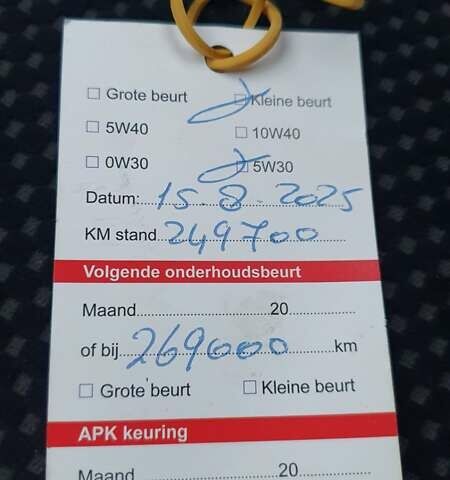 Grote beurt Kleine beurt
5W40 10W40
0W30 5W30
Datum: 15-8-2025
KM stand 249700
Volgende onderhoudsbeurt
Maand 20
of bij 269000 km
Grote beurt Kleine beurt
APK keuring
Maand 20